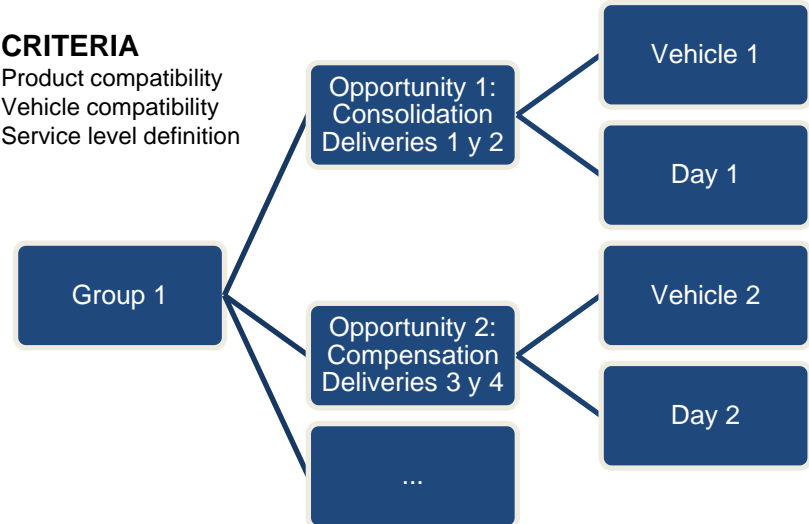 CRITERIA
Product compatibility
Vehicle compatibility
Service level definition
Group 1
Opportunity 1:
Consolidation
Deliveries 1 y 2
Vehicle 1
Day 1
Opportunity 2:
Compensation
Deliveries 3 y 4
Vehicle 2
Day 2
...